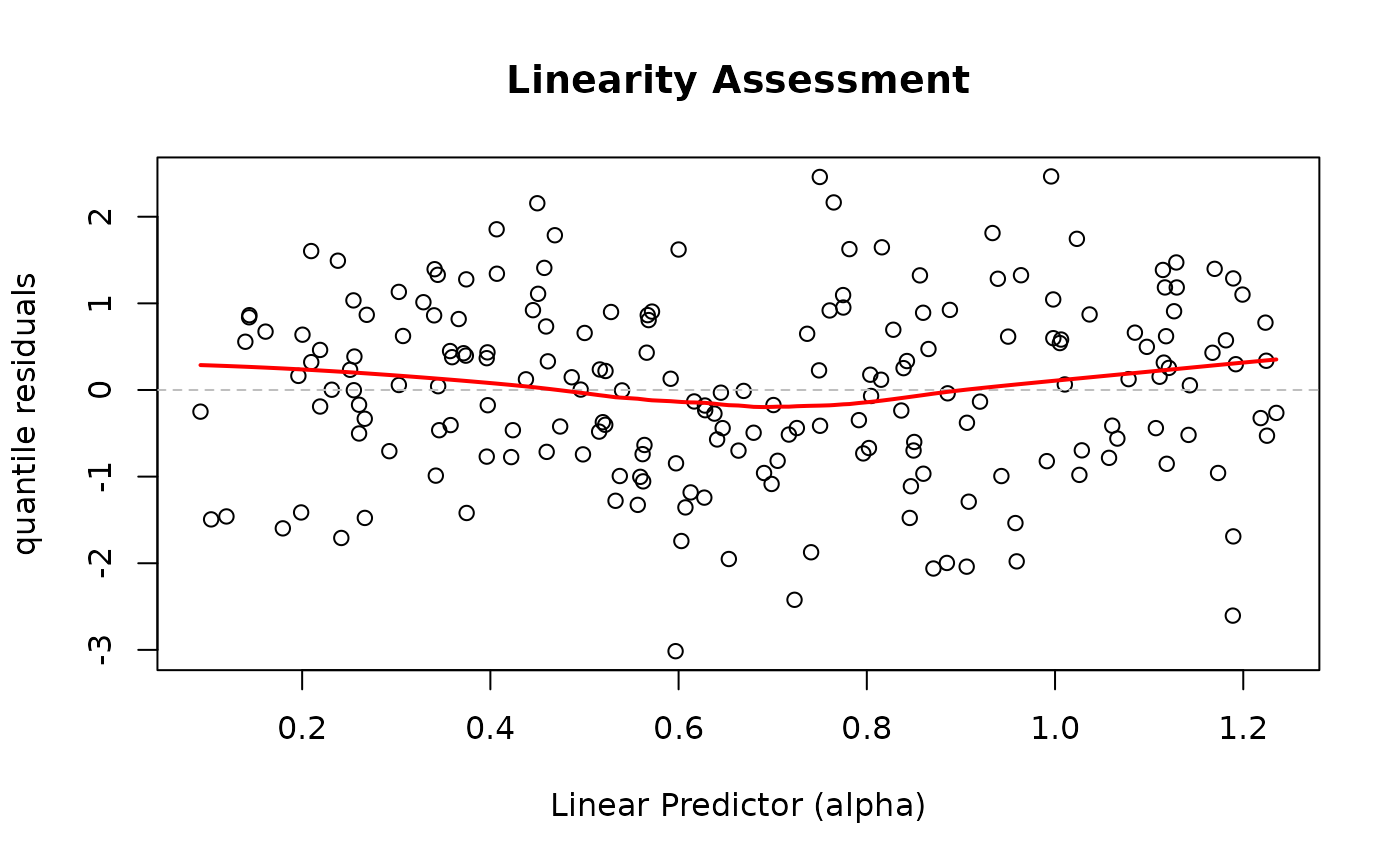 Linearity Assessment
quantile residuals
2
1
0
-1
-2
-3
0.2 0.4 0.6 0.8 1.0 1.2
Linear Predictor (alpha)